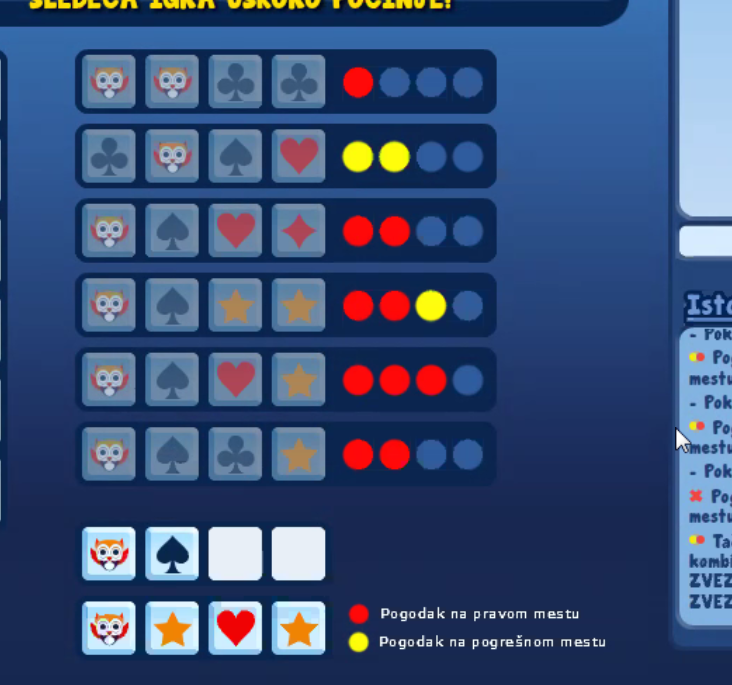 SLEDEĆA IGRA USKORO POČINJE!
Isto
- Pok
Pog
mestu
- Pok
Pog
mestu
- Pok
Pog
mestu
Ta
kombi
ZVEZ
ZVEZ
Pogodak na pravom mestu
Pogodak na pogrešnom mestu